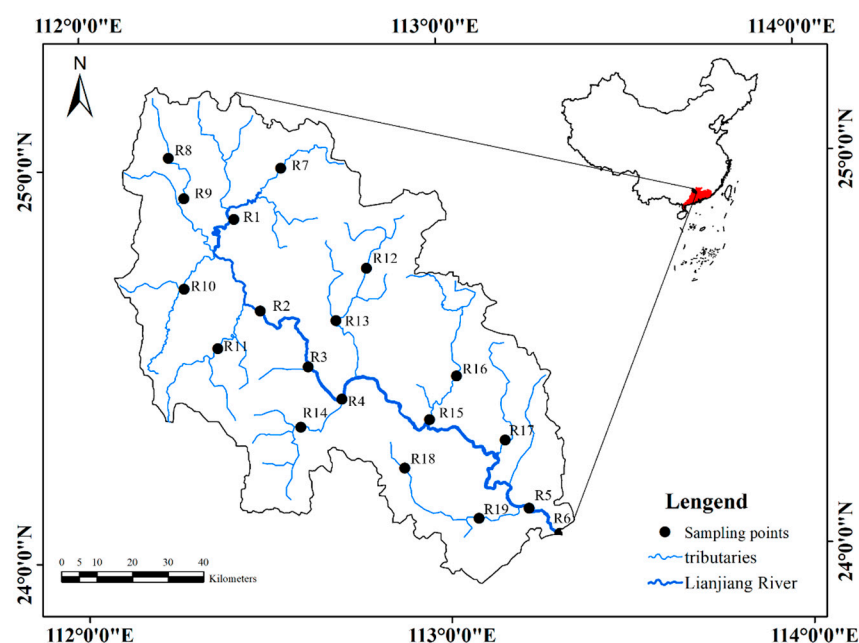 112°0'0"E
113°0'0"E
114°0'0"E
N
25°0'0"N
25°0'0"N
R8
R7
R9
R1
R12
R10
R2
R13
R11
R3
R16
R4
R15
R14
R17
R18
R5
R19
R6
Lengend
Sampling points
tributaries
Lianjiang River
0 5 10 20 30 40
Kilometers
24°0'0"N
24°0'0"N
112°0'0"E
113°0'0"E
114°0'0"E